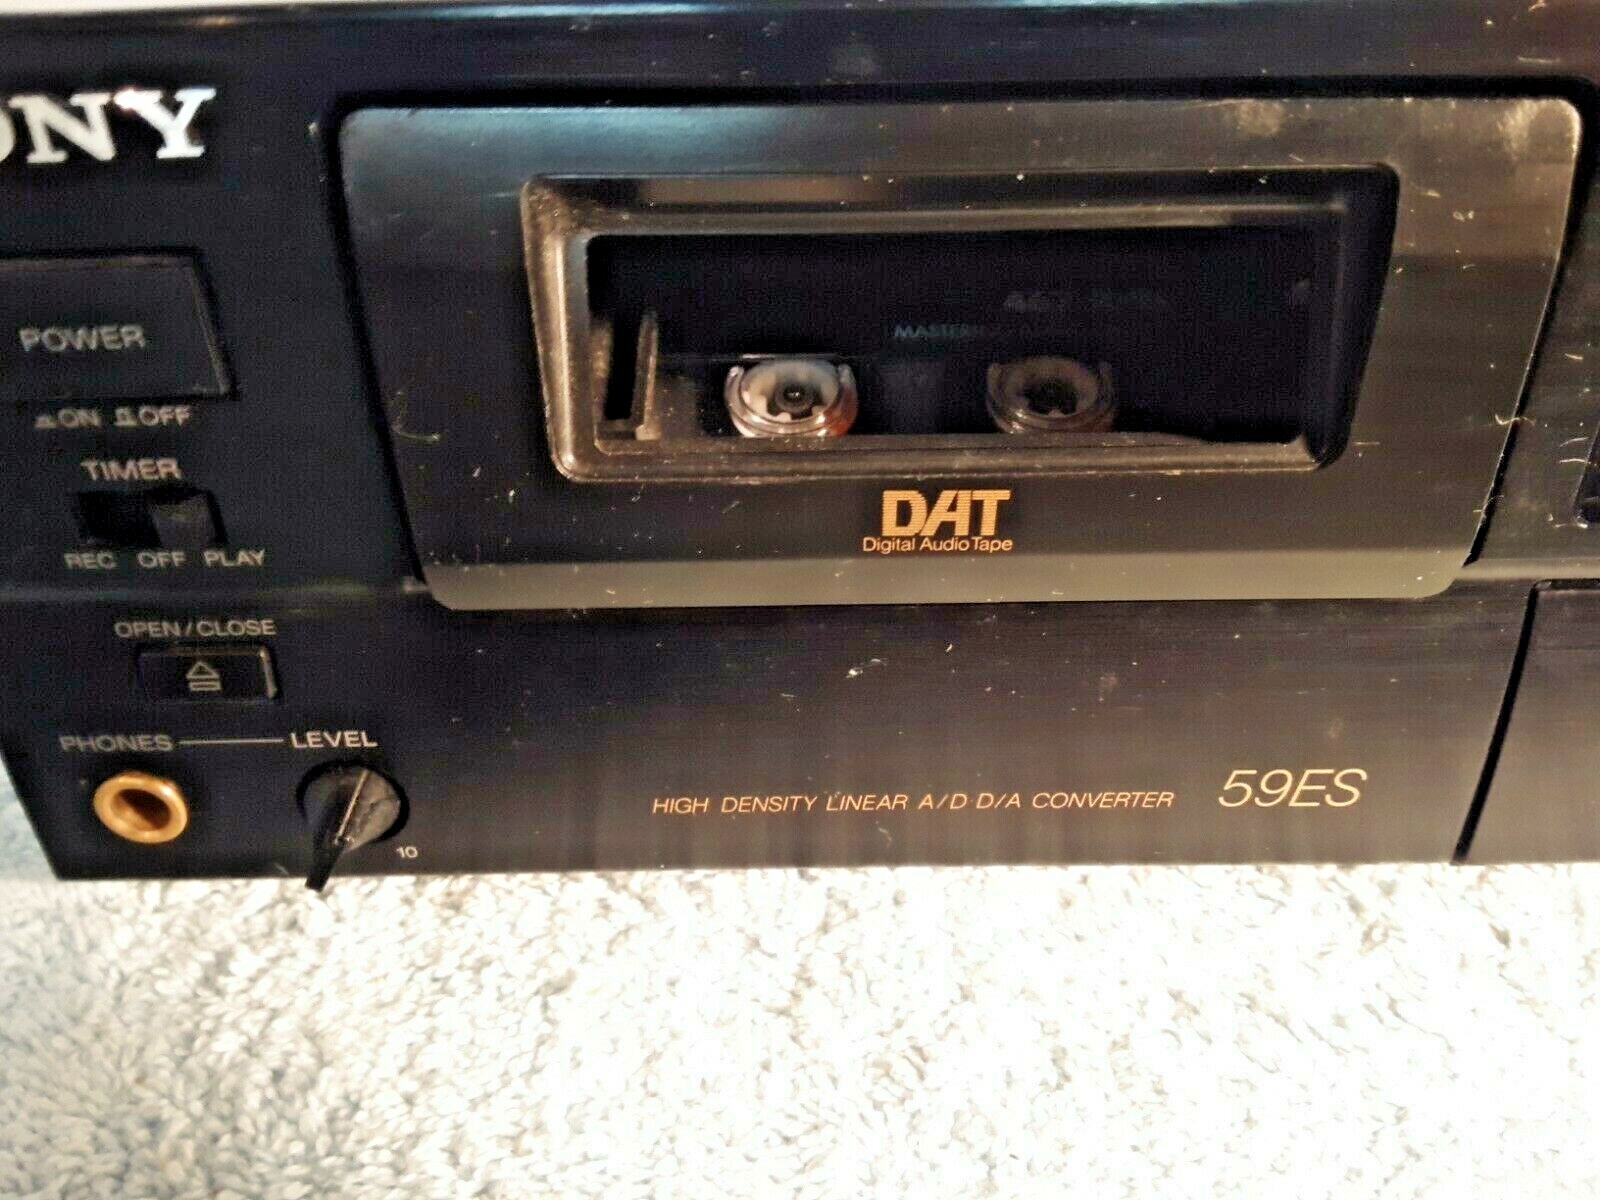 ONY
POWER
ON OFF
TIMER
REC OFF PLAY
OPEN/CLOSE
PHONES LEVEL
10
DAT
Digital Audio Tape
HIGH DENSITY LINEAR A/D·D/A CONVERTER 59ES